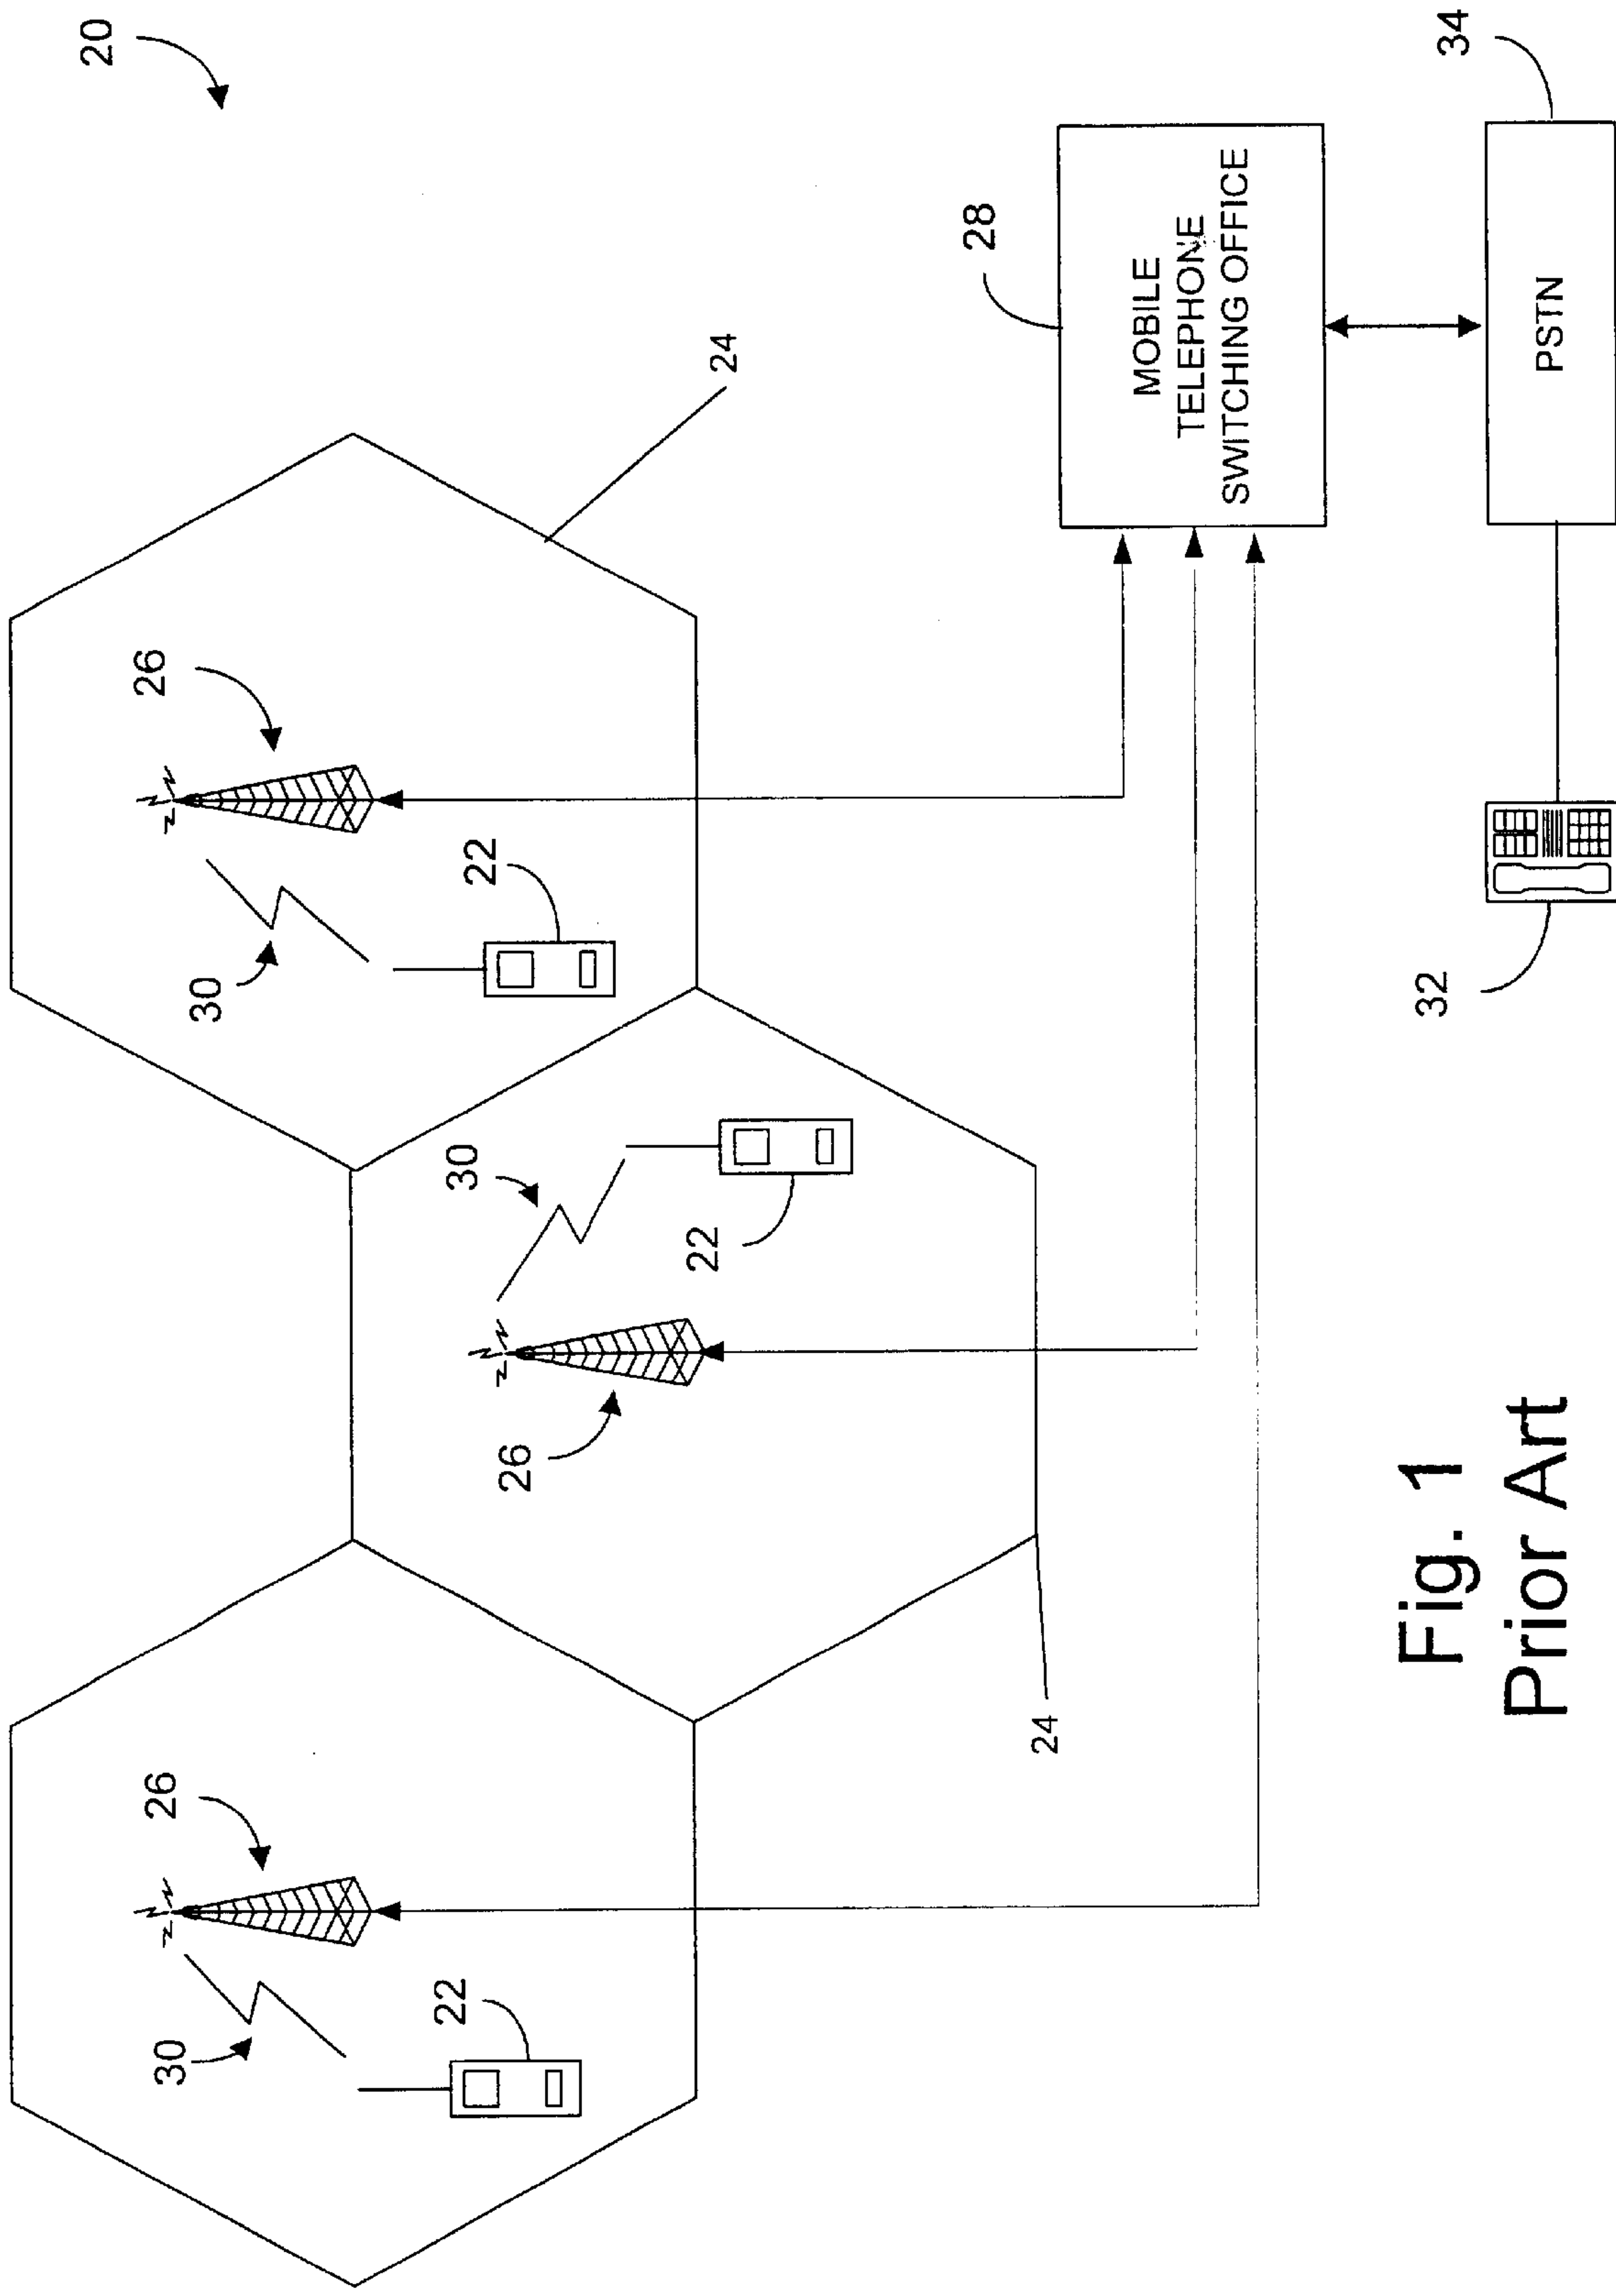 20
26
30
22
24
26
30
22
30
22
26
24
28
MOBILE
TELEPHONE
SWITCHING OFFICE
34
PSTN
32
Fig. 1
Prior Art